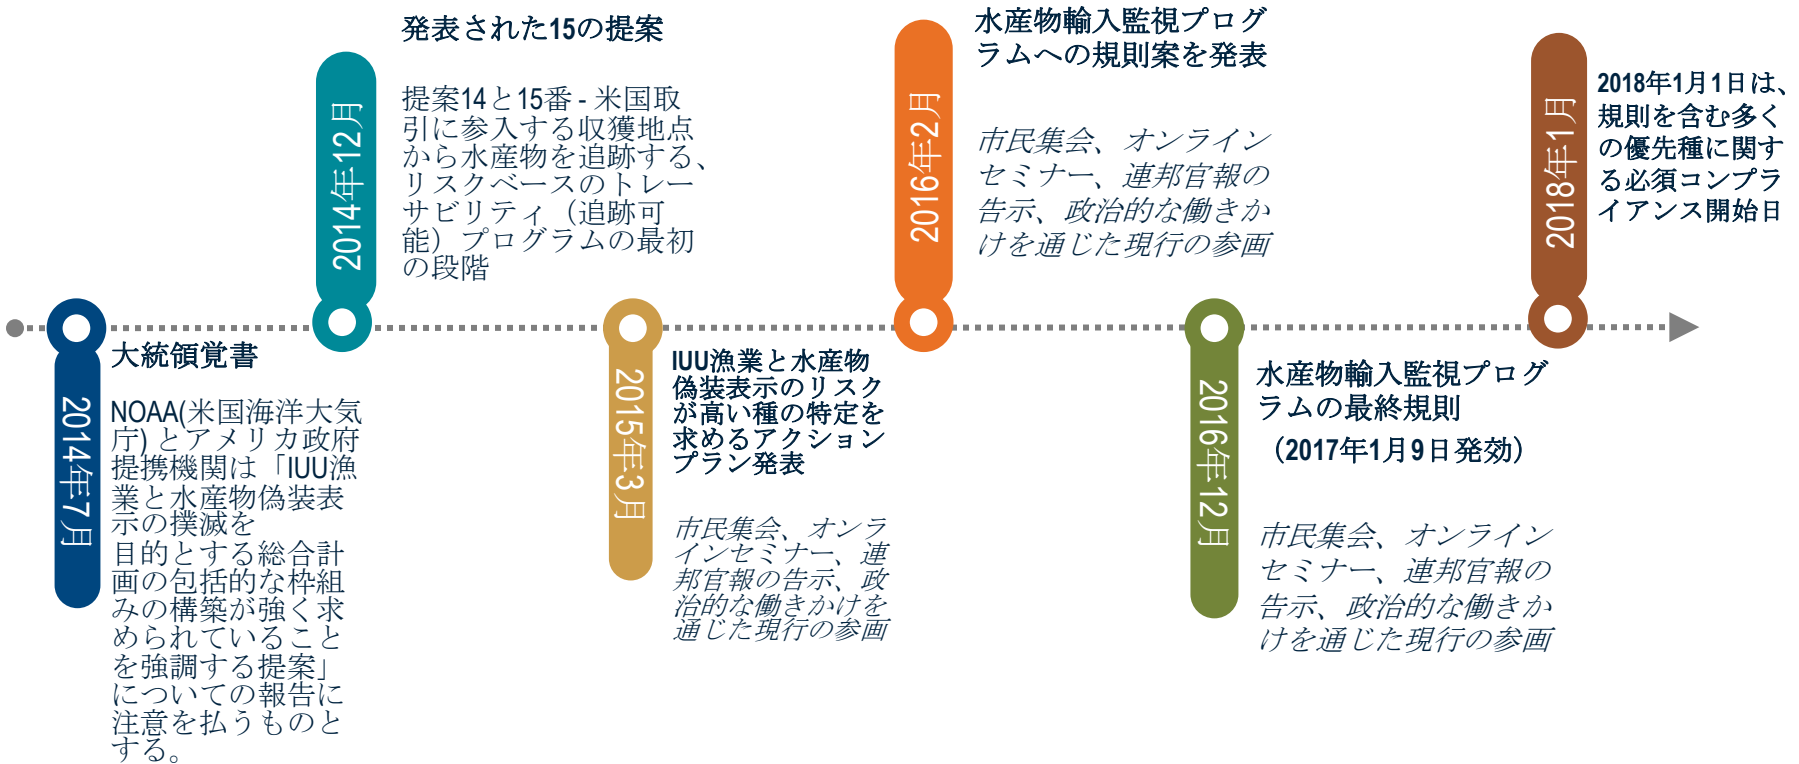 2014年7月
大統領覚書
NOAA(米国海洋大気
庁) とアメリカ政府
提携機関は「IUU漁
業と水産物偽装表
示の撲滅を
目的とする総合計
画の包括的な枠組
みの構築が強く求
められていること
を強調する提案」
についての報告に
注意を払うものと
する。
2014年12月
発表された15の提案
提案14と15番 - 米国取
引に参入する収獲地点
から水産物を追跡する、
リスクベースのトレー
サビリティ（追跡可
能）プログラムの最初
の段階
2015年3月
IUU漁業と水産物
偽装表示のリスク
が高い種の特定を
求めるアクション
プラン発表
市民集会、オンラ
インセミナー、連
邦官報の告示、政
治的な働きかけを
通じた現行の参画
2016年2月
水産物輸入監視プログ
ラムへの規則案を発表
市民集会、オンライン
セミナー、連邦官報の
告示、政治的な働きか
けを通じた現行の参画
2016年12月
水産物輸入監視プログ
ラムの最終規則
（2017年1月9日発効）
市民集会、オンライン
セミナー、連邦官報の
告示、政治的な働きか
けを通じた現行の参画
2018年1月
2018年1月1日は、
規則を含む多く
の優先種に関す
る必須コンプラ
イアンス開始日